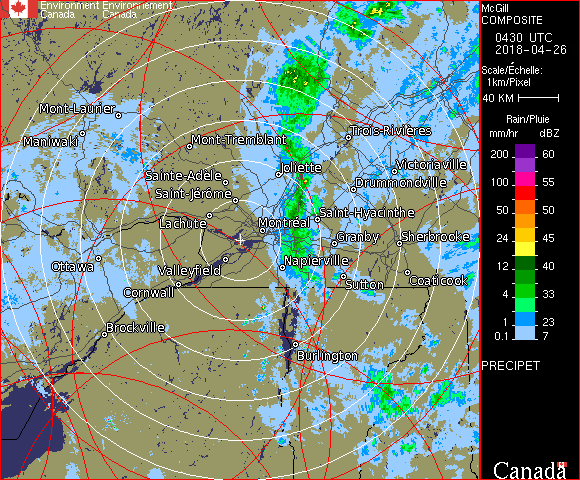 Environment Environnement
Canada Canada
McGill
COMPOSITE
0430 UTC
2018-04-26
Scale/Échelle:
1km/Pixel
40 KM
Rain/Pluie
mm/hr dBZ
200 60
150
100 55
50 50
24 45
12 40
4 33
1 23
0.1 7
PRECIPET
Canada
Mont-Laurier
Maniwaki
Mont-Tremblant
Trois-Rivières
Sainte-Adèle
Joliette
Victoriaville
Saint-Jérôme
Drummondville
Lachute
Montréal
Saint-Hyacinthe
Granby
Sherbrooke
Ottawa
Valleyfield
Napierville
Cornwall
Sutton
Coaticook
Brockville
Burlington